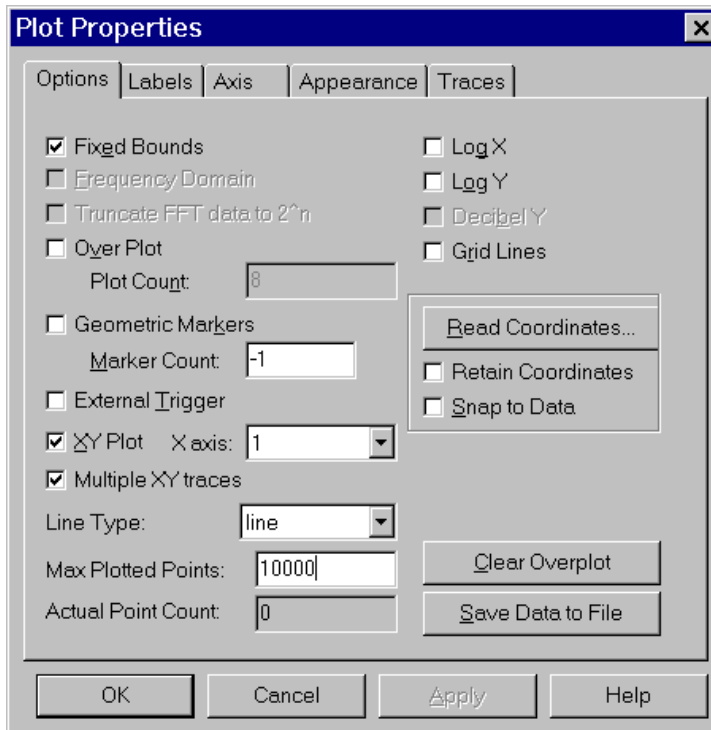 Plot Properties
Options Labels Axis Appearance Traces
Fixed Bounds
Frequency Domain
Truncate FFT data to 2^n
Over Plot
Plot Count: 8
Geometric Markers
Marker Count: -1
External Trigger
XY Plot X axis: 1
Multiple XY traces
Line Type: line
Max Plotted Points: 10000
Actual Point Count: 0
Log X
Log Y
Decibel Y
Grid Lines
Read Coordinates...
Retain Coordinates
Snap to Data
Clear Overplot
Save Data to File
OK Cancel Apply Help